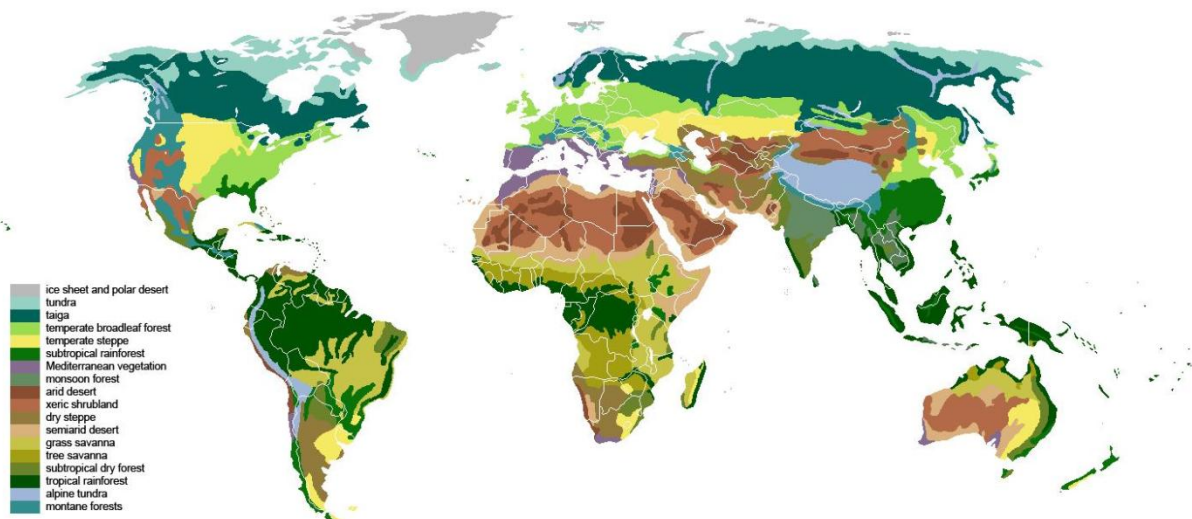 ice sheet and polar desert
tundra
taiga
temperate broadleaf forest
temperate steppe
subtropical rainforest
Mediterranean vegetation
monsoon forest
arid desert
xeric shrubland
dry steppe
semiarid desert
grass savanna
tree savanna
subtropical dry forest
tropical rainforest
alpine tundra
montane forests